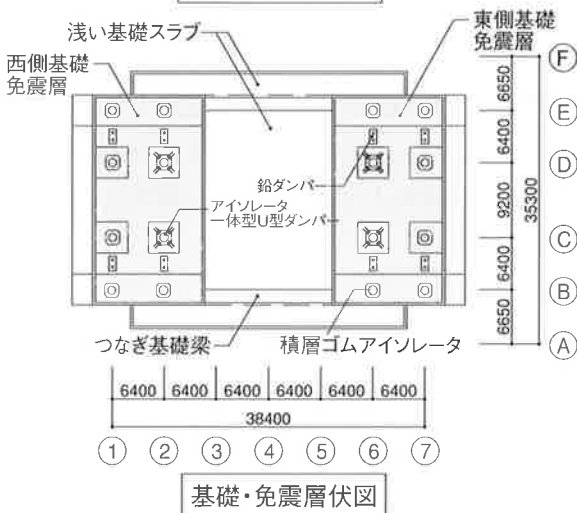 浅い基礎スラブ
東側基礎
免震層
西側基礎
免震層
鉛ダンパ
アイソレータ
一体型U型ダンパ
つなぎ基礎梁
積層ゴムアイソレータ
F
E
D
C
B
A
6650
6400
9200
6400
6650
35300
6400 6400 6400 6400 6400 6400
38400
1 2 3 4 5 6 7
基礎・免震層伏図